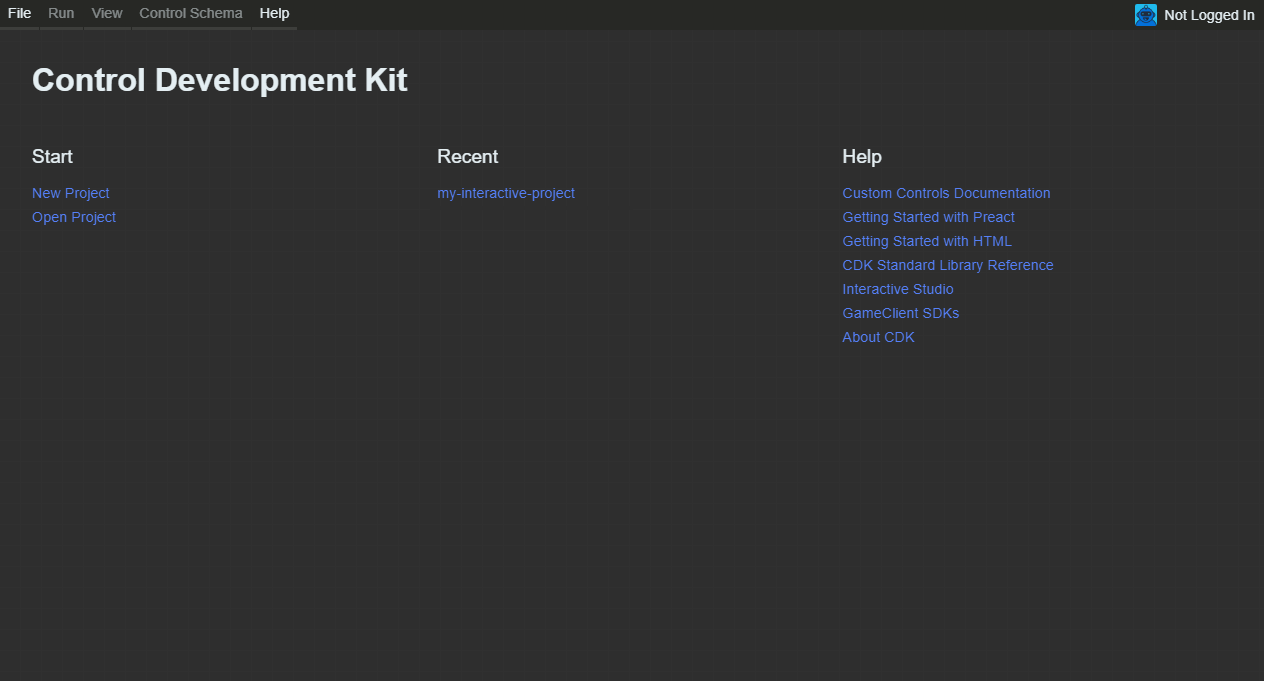 File Run View Control Schema Help Not Logged In
Control Development Kit
Start
New Project
Open Project
Recent
my-interactive-project
Help
Custom Controls Documentation
Getting Started with Preact
Getting Started with HTML
CDK Standard Library Reference
Interactive Studio
GameClient SDKs
About CDK